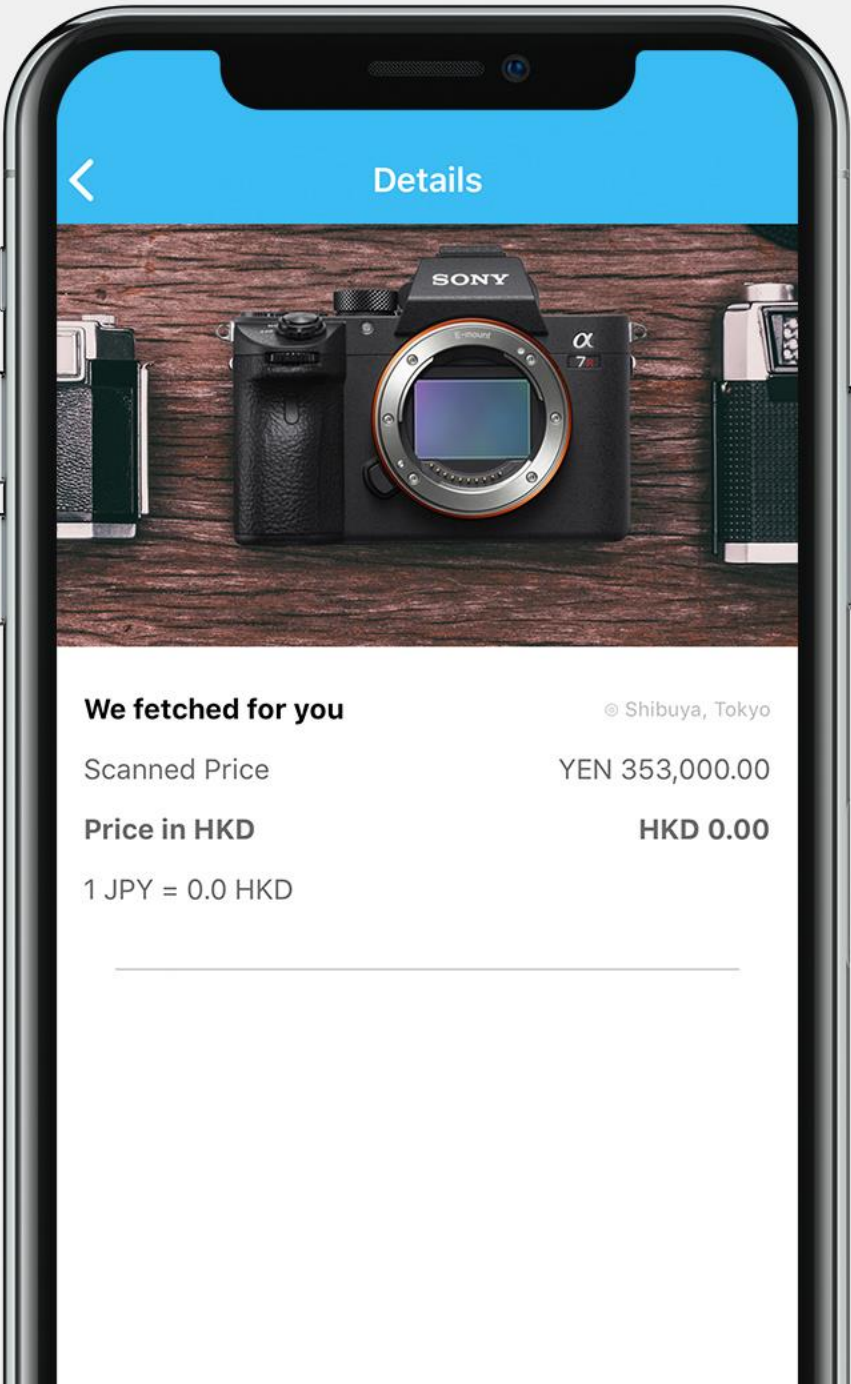 Details
SONY
E-mount
α
7R
We fetched for you
Shibuya, Tokyo
Scanned Price
YEN 353,000.00
Price in HKD
HKD 0.00
1 JPY = 0.0 HKD